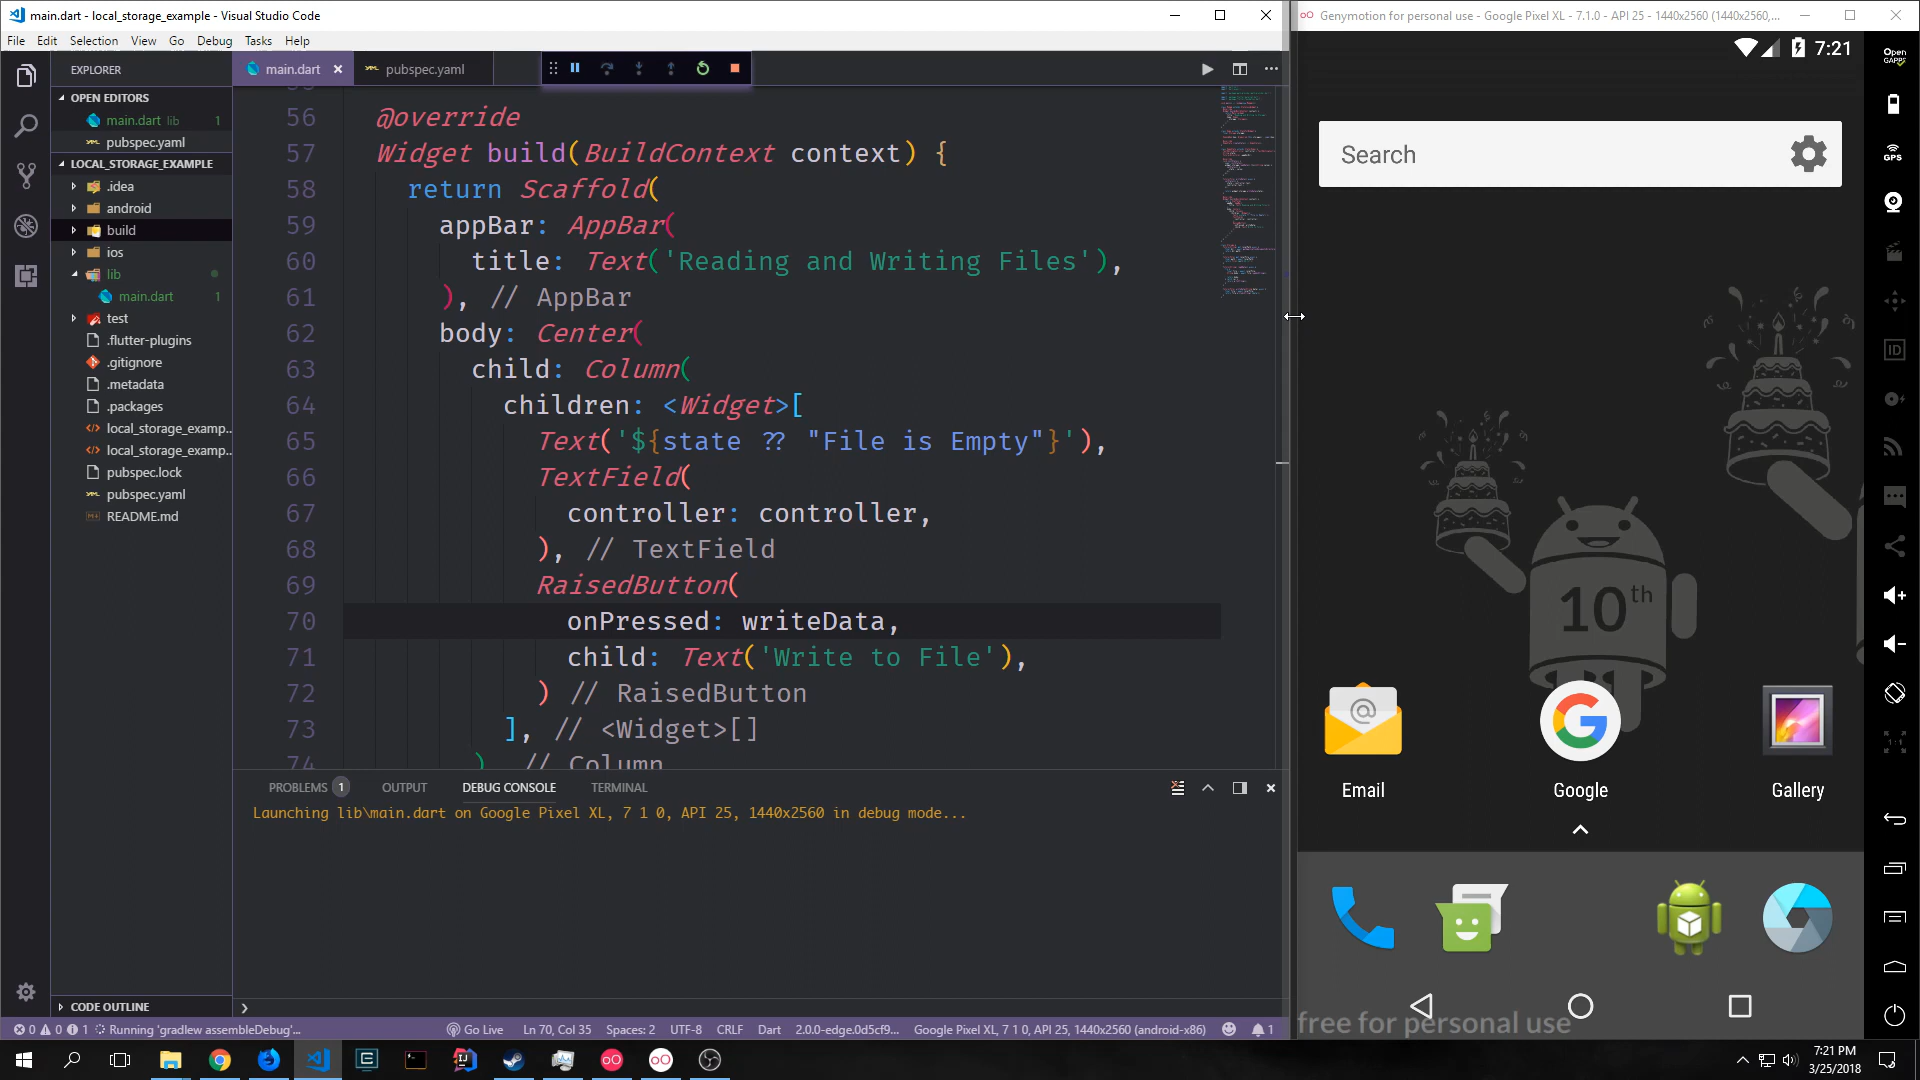 main.dart - local_storage_example - Visual Studio Code
File Edit Selection View Go Debug Tasks Help
EXPLORER
OPEN EDITORS
main.dart lib 1
pubspec.yaml
LOCAL_STORAGE_EXAMPLE
.idea
android
build
ios
lib
main.dart 1
test
.flutter-plugins
.gitignore
.metadata
.packages
local_storage_examp..
local_storage_examp..
pubspec.lock
pubspec.yaml
README.md
CODE OUTLINE
main.dart
pubspec.yaml
56 @override
57 Widget build(BuildContext context) {
58 return Scaffold(
59 appBar: AppBar(
60 title: Text('Reading and Writing Files'),
61 ), // AppBar
62 body: Center(
63 child: Column(
64 children: <Widget>[
65 Text('${state ?? "File is Empty"}'),
66 TextField(
67 controller: controller,
68 ), // TextField
69 RaisedButton(
70 onPressed: writeData,
71 child: Text('Write to File'),
72 ) // RaisedButton
73 ], // <Widget>[]
74 ) // Column
PROBLEMS 1 OUTPUT DEBUG CONSOLE TERMINAL
Launching lib\main.dart on Google Pixel XL, 7 1 0, API 25, 1440x2560 in debug mode...
0 0 1 Running 'gradlew assembleDebug'... Go Live Ln 70, Col 35 Spaces: 2 UTF-8 CRLF Dart 2.0.0-edge.0d5cf9... Google Pixel XL, 7 1 0, API 25, 1440x2560 (android-x86) 1
Genymotion for personal use - Google Pixel XL - 7.1.0 - API 25 - 1440x2560 (1440x2560,...
7:21
Search
10th
Email Google Gallery
free for personal use
Open GAPPS
GPS
ID
1:1
7:21 PM
3/25/2018